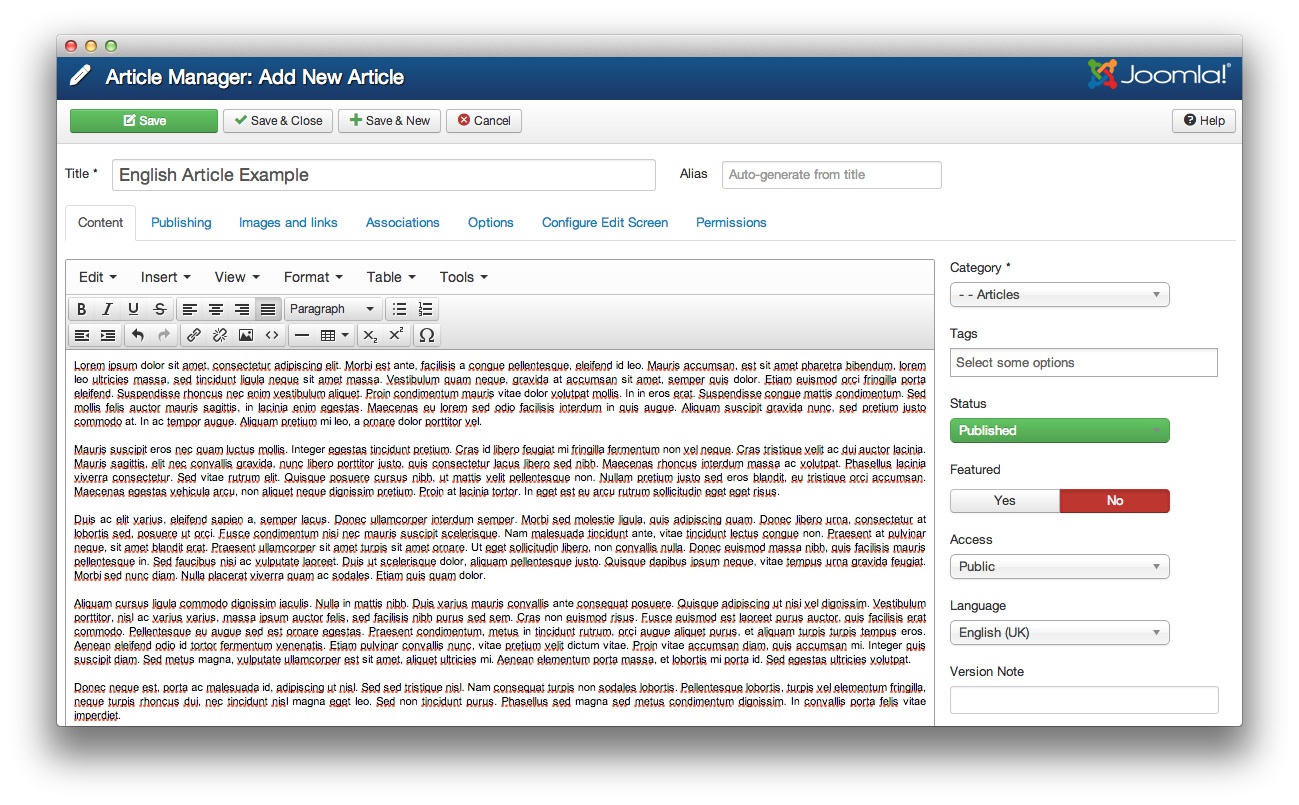 Article Manager: Add New Article
Joomla!®
Save
Save & Close
Save & New
Cancel
Help
Title *
English Article Example
Alias
Auto-generate from title
Content
Publishing
Images and links
Associations
Options
Configure Edit Screen
Permissions
Edit
Insert
View
Format
Table
Tools
Paragraph
Lorem ipsum dolor sit amet, consectetur adipiscing elit. Morbi est ante, facilisis a congue pellentesque, eleifend id leo. Mauris accumsan, est sit amet pharetra bibendum, lorem
leo ultricies massa, sed tincidunt ligula neque sit amet massa. Vestibulum quam neque, gravida at accumsan sit amet, semper quis dolor. Etiam euismod orci fringilla porta
eleifend. Suspendisse rhoncus nec enim vestibulum aliquet. Proin condimentum mauris vitae dolor volutpat mollis. In in eros erat. Suspendisse congue mattis condimentum. Sed
mollis felis auctor mauris sagittis, in lacinia enim egestas. Maecenas eu lorem sed odio facilisis interdum in quis augue. Aliquam suscipit gravida nunc, sed pretium justo
commodo at. In ac tempor augue. Aliquam pretium mi leo, a ornare dolor porttitor vel.
Mauris suscipit eros nec quam luctus mollis. Integer egestas tincidunt pretium. Cras id libero feugiat mi fringilla fermentum non vel neque. Cras tristique velit ac dui auctor lacinia.
Mauris sagittis, elit nec convallis gravida, nunc libero porttitor justo, quis consectetur lacus libero sed nibh. Maecenas rhoncus interdum massa ac volutpat. Phasellus lacinia
viverra consectetur. Sed vitae rutrum elit. Quisque posuere cursus nibh, ut mattis velit pellentesque non. Nullam pretium justo sed eros blandit, eu tristique orci accumsan.
Maecenas egestas vehicula arcu, non aliquet neque dignissim pretium. Proin at lacinia tortor. In eget est eu arcu rutrum sollicitudin eget eget risus.
Duis ac elit varius, eleifend sapien a, semper lacus. Donec ullamcorper interdum semper. Morbi sed molestie ligula, quis adipiscing quam. Donec libero urna, consectetur at
lobortis sed, posuere ut orci. Fusce condimentum nisi nec mauris suscipit scelerisque. Nam malesuada tincidunt ante, vitae tincidunt lectus congue non. Praesent at pulvinar
neque, sit amet blandit erat. Praesent ullamcorper sit amet turpis sit amet ornare. Ut eget sollicitudin libero, non convallis nulla. Donec euismod massa nibh, quis facilisis mauris
pellentesque in. Sed faucibus nisi ac vulputate laoreet. Duis ut scelerisque dolor, aliquam pellentesque justo. Quisque dapibus ipsum neque, vitae tempus urna gravida feugiat.
Morbi sed nunc diam. Nulla placerat viverra quam ac sodales. Etiam quis quam dolor.
Aliquam cursus ligula commodo dignissim iaculis. Nulla in mattis nibh. Duis varius mauris convallis ante consequat posuere. Quisque adipiscing ut nisi vel dignissim. Vestibulum
porttitor, nisl ac varius varius, massa ipsum auctor felis, sed facilisis nibh purus sed sem. Cras non euismod risus. Fusce euismod est laoreet purus auctor, quis facilisis erat
commodo. Pellentesque eu augue sed est ornare egestas. Praesent condimentum, metus in tincidunt rutrum, orci augue aliquet purus, et aliquam turpis turpis tempus eros.
Aenean eleifend odio id tortor fermentum venenatis. Etiam pulvinar convallis nunc, vitae pretium velit dictum vitae. Proin vitae accumsan diam, quis accumsan mi. Integer quis
suscipit diam. Sed metus magna, vulputate ullamcorper est sit amet, aliquet ultricies mi. Aenean elementum porta massa, et lobortis mi porta id. Sed egestas ultricies volutpat.
Donec neque est, porta ac malesuada id, adipiscing ut nisl. Sed sed tristique nisl. Nam consequat turpis non sodales lobortis. Pellentesque lobortis, turpis vel elementum fringilla,
neque turpis rhoncus dui, nec tincidunt nisl magna eget leo. Sed non tincidunt purus. Phasellus sed magna sed metus condimentum dignissim. In convallis porta felis vitae
imperdiet.
Category *
- - Articles
Tags
Select some options
Status
Published
Featured
Yes
No
Access
Public
Language
English (UK)
Version Note